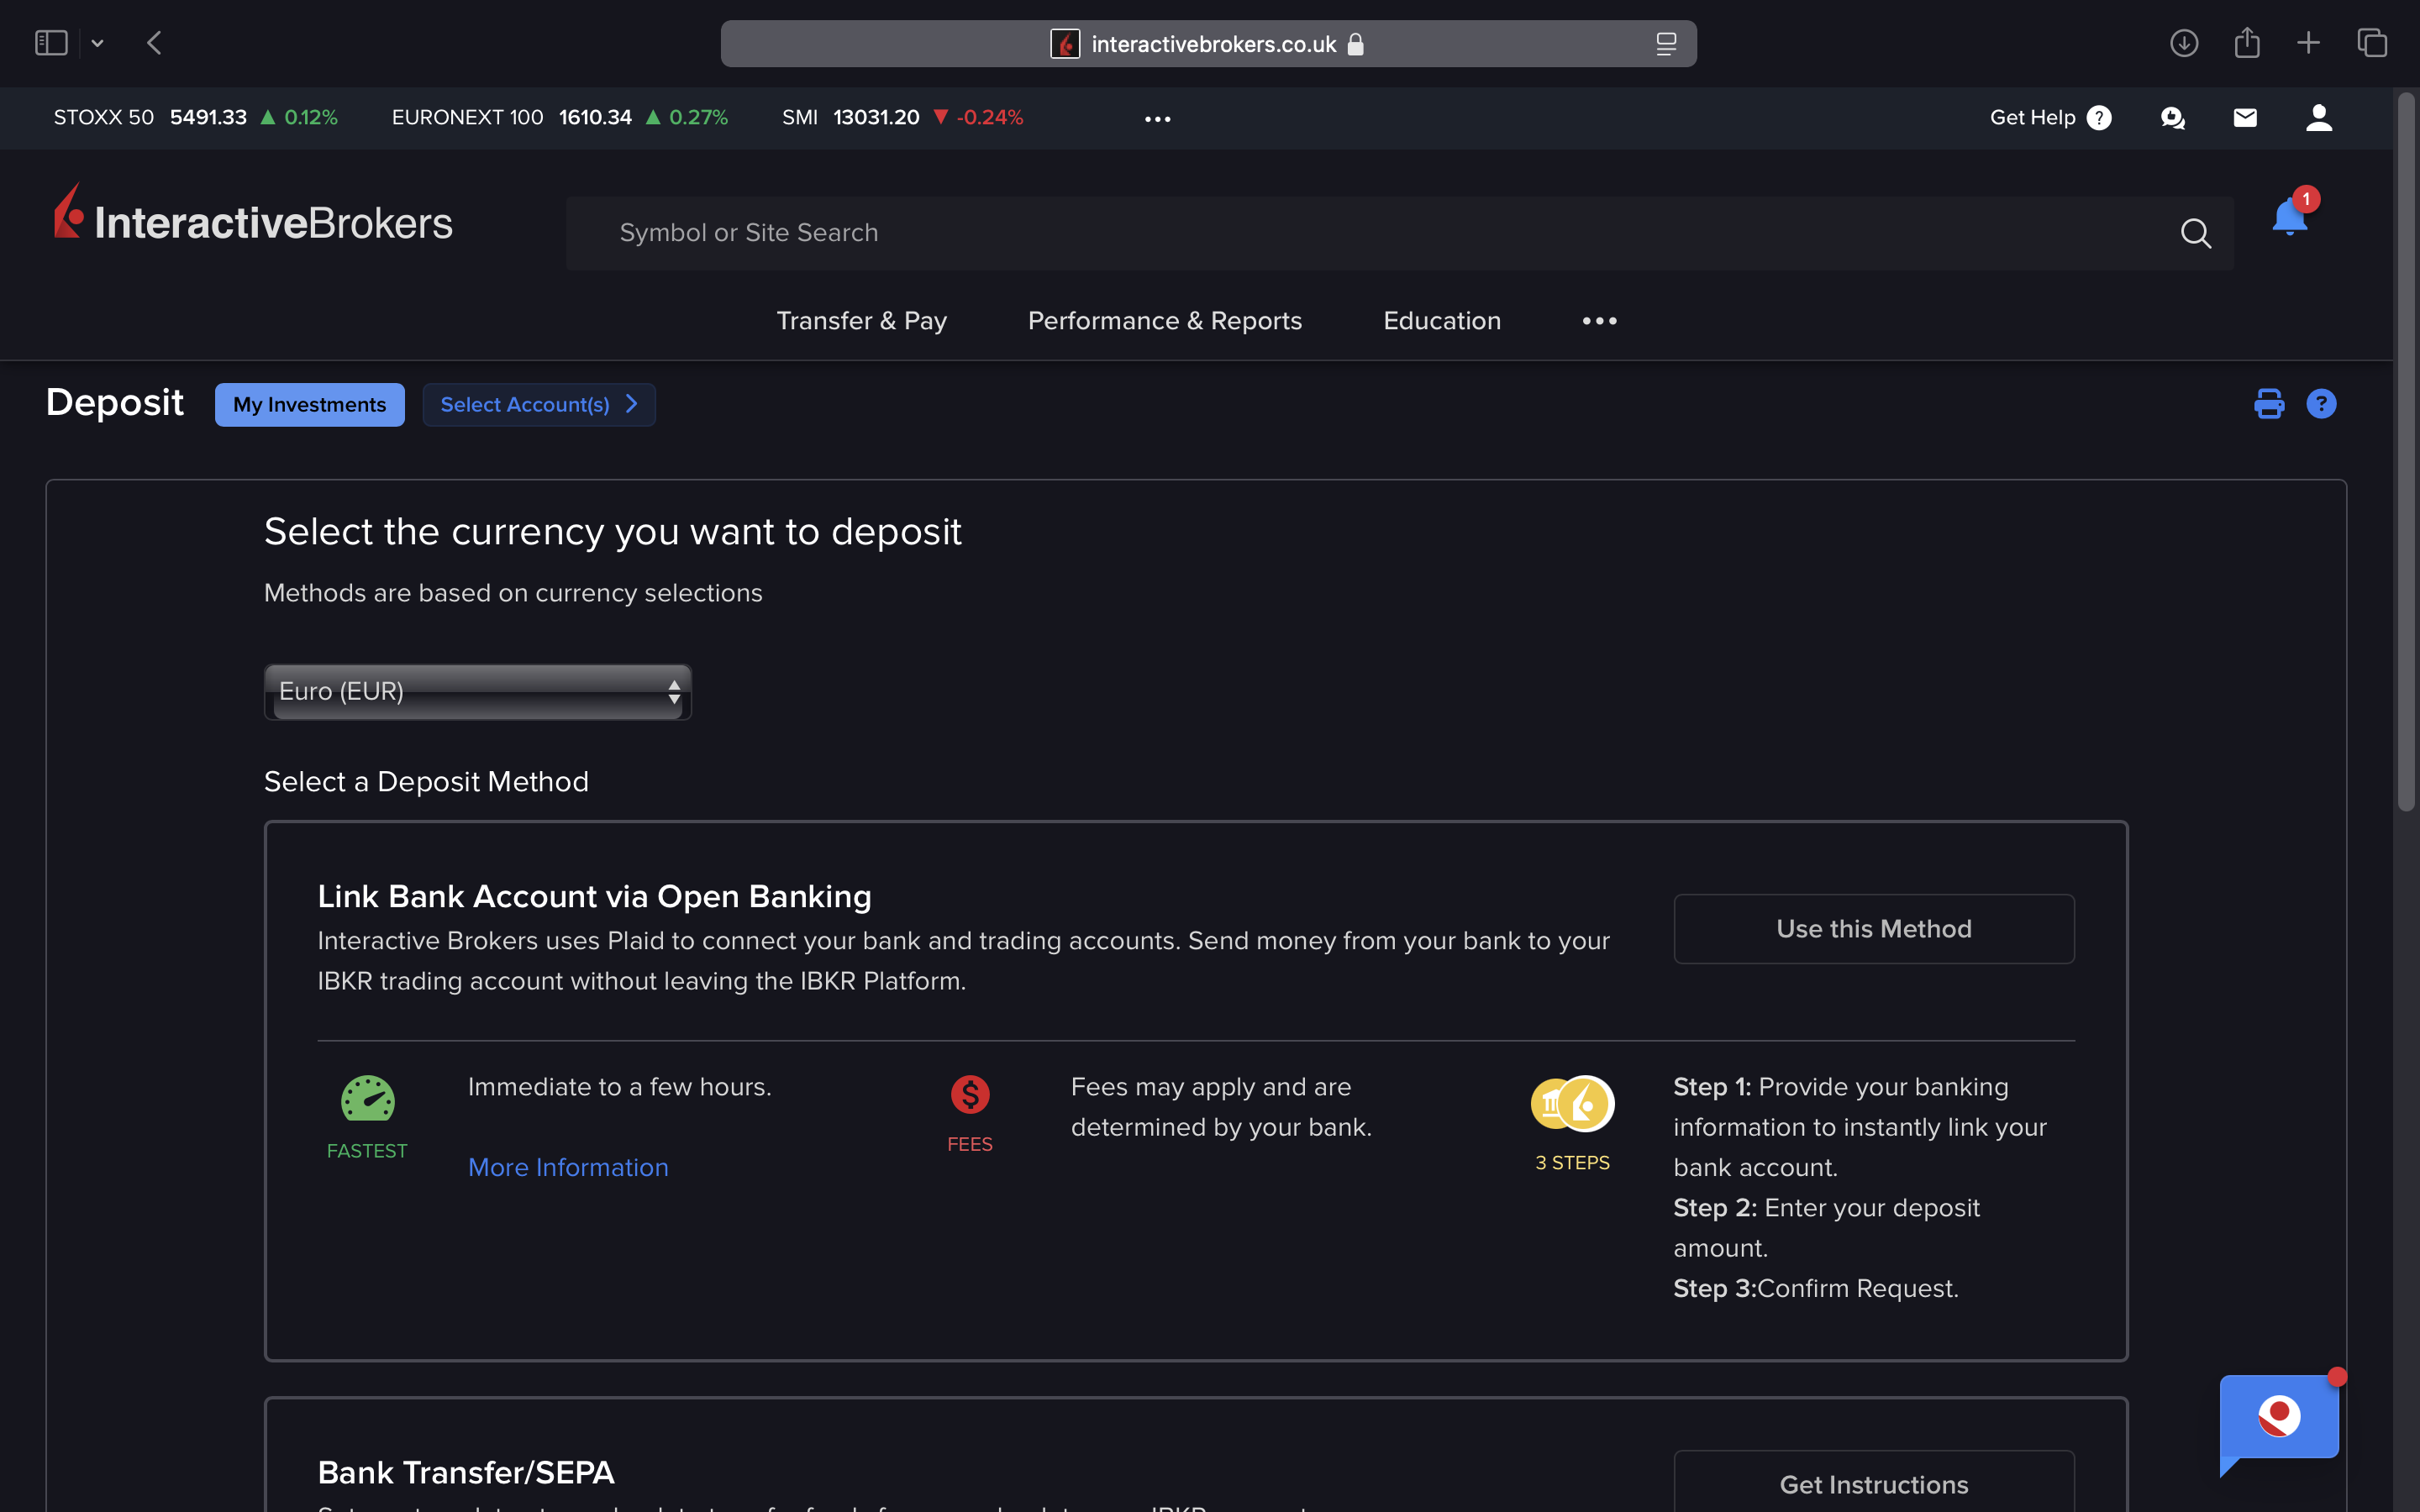 interactivebrokers.co.uk
STOXX 50 5491.33 ▲ 0.12% EURONEXT 100 1610.34 ▲ 0.27% SMI 13031.20 ▼ -0.24% ••• Get Help ?
InteractiveBrokers
Symbol or Site Search
1
Transfer & Pay Performance & Reports Education •••
Deposit My Investments Select Account(s) >
?
Select the currency you want to deposit
Methods are based on currency selections
Euro (EUR)
Select a Deposit Method
Link Bank Account via Open Banking
Interactive Brokers uses Plaid to connect your bank and trading accounts. Send money from your bank to your
IBKR trading account without leaving the IBKR Platform.
Use this Method
FASTEST
Immediate to a few hours.
More Information
$
FEES
Fees may apply and are
determined by your bank.
3 STEPS
Step 1: Provide your banking
information to instantly link your
bank account.
Step 2: Enter your deposit
amount.
Step 3:Confirm Request.
Bank Transfer/SEPA
Get Instructions